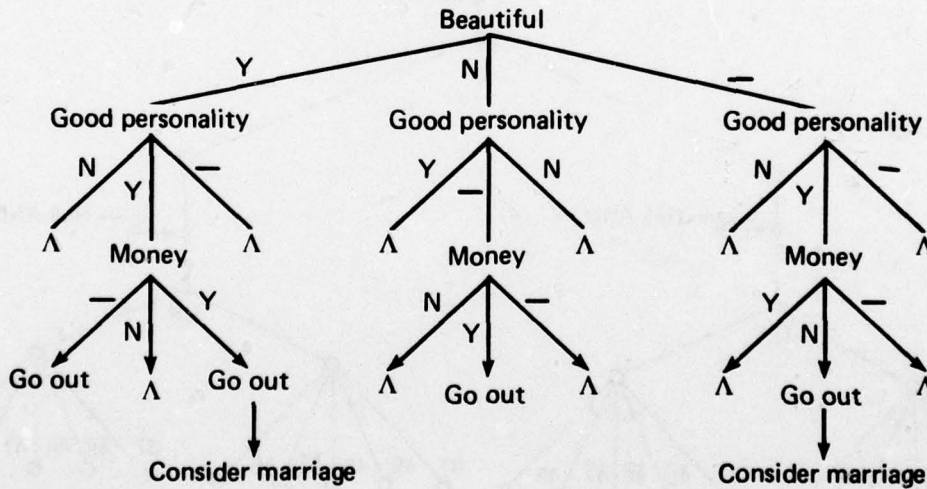 Beautiful
Y N —
Good personality Good personality Good personality
N Y — Y — N N Y —
Λ Λ Λ Λ Λ Λ
Money Money Money
— N Y N Y — Y N —
Go out Λ Go out Λ Go out Λ Λ Go out Λ
Consider marriage Consider marriage